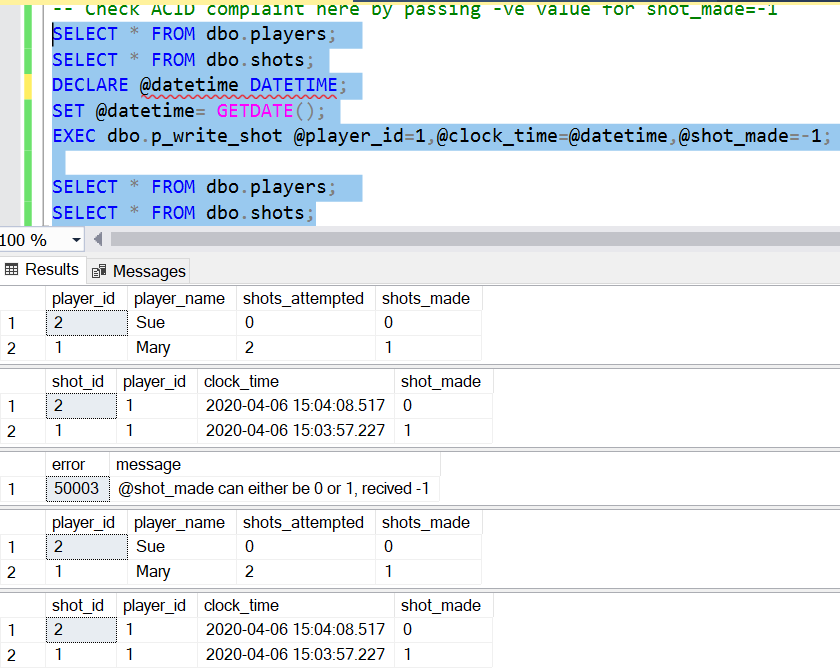 -- Check ACID complaint here by passing -ve value for shot_made=-1
SELECT * FROM dbo.players;
SELECT * FROM dbo.shots;
DECLARE @datetime DATETIME;
SET @datetime= GETDATE();
EXEC dbo.p_write_shot @player_id=1,@clock_time=@datetime,@shot_made=-1;
SELECT * FROM dbo.players;
SELECT * FROM dbo.shots;
100 %
Results Messages
player_id player_name shots_attempted shots_made
1 2 Sue 0 0
2 1 Mary 2 1
shot_id player_id clock_time shot_made
1 2 1 2020-04-06 15:04:08.517 0
2 1 1 2020-04-06 15:03:57.227 1
error message
1 50003 @shot_made can either be 0 or 1, recived -1
player_id player_name shots_attempted shots_made
1 2 Sue 0 0
2 1 Mary 2 1
shot_id player_id clock_time shot_made
1 2 1 2020-04-06 15:04:08.517 0
2 1 1 2020-04-06 15:03:57.227 1